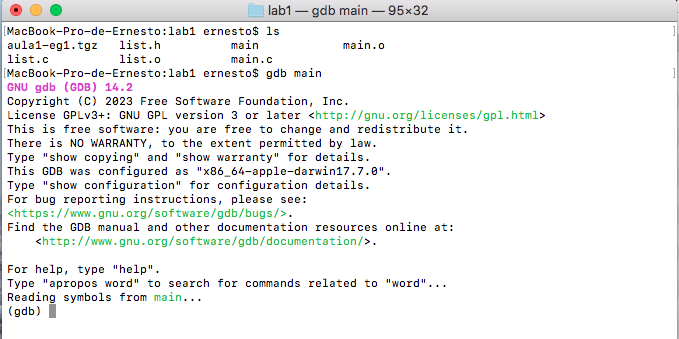 lab1 — gdb main — 95×32
[MacBook-Pro-de-Ernesto:lab1 ernesto$ ls
aula1-eg1.tgz list.h main main.o
list.c list.o main.c
[MacBook-Pro-de-Ernesto:lab1 ernesto$ gdb main
GNU gdb (GDB) 14.2
Copyright (C) 2023 Free Software Foundation, Inc.
License GPLv3+: GNU GPL version 3 or later <http://gnu.org/licenses/gpl.html>
This is free software: you are free to change and redistribute it.
There is NO WARRANTY, to the extent permitted by law.
Type "show copying" and "show warranty" for details.
This GDB was configured as "x86_64-apple-darwin17.7.0".
Type "show configuration" for configuration details.
For bug reporting instructions, please see:
<https://www.gnu.org/software/gdb/bugs/>.
Find the GDB manual and other documentation resources online at:
<http://www.gnu.org/software/gdb/documentation/>.
For help, type "help".
Type "apropos word" to search for commands related to "word"...
Reading symbols from main...
(gdb)